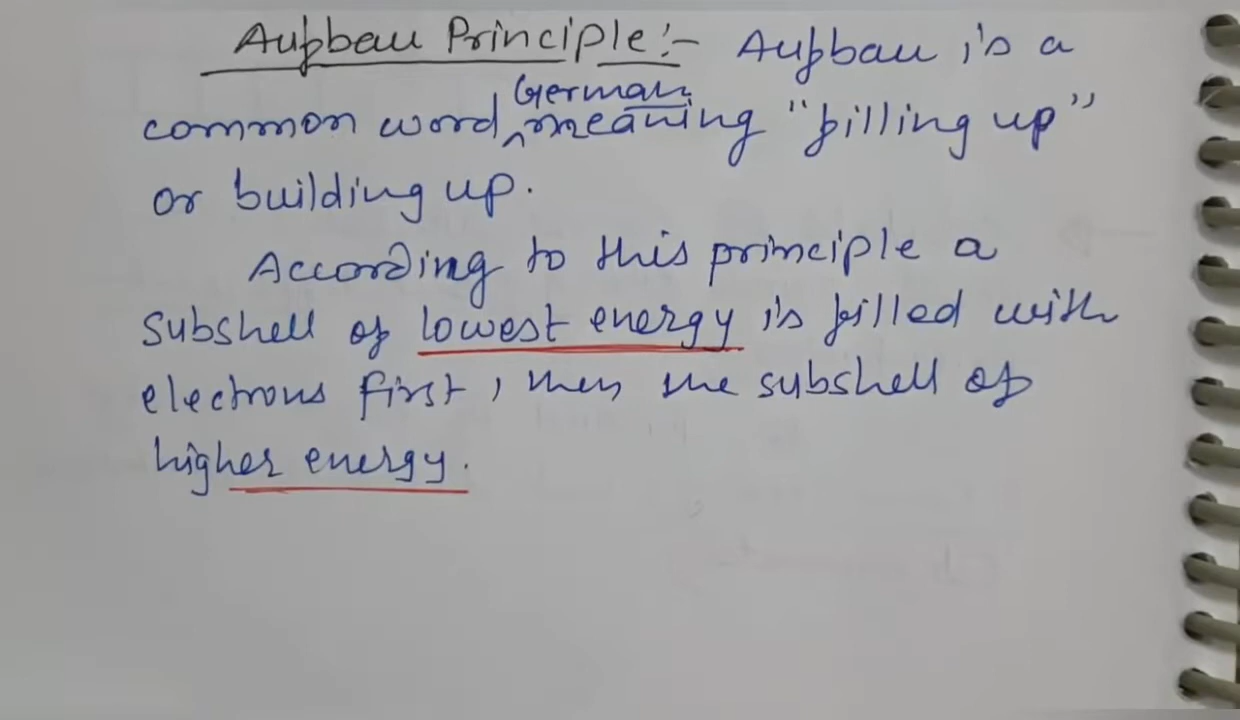 Aufbau Principle :- Aufbau is a
common word ^German meaning "filling up"
or building up.
According to this principle a
subshell of lowest energy is filled with
electrons first, then the subshell of
higher energy.